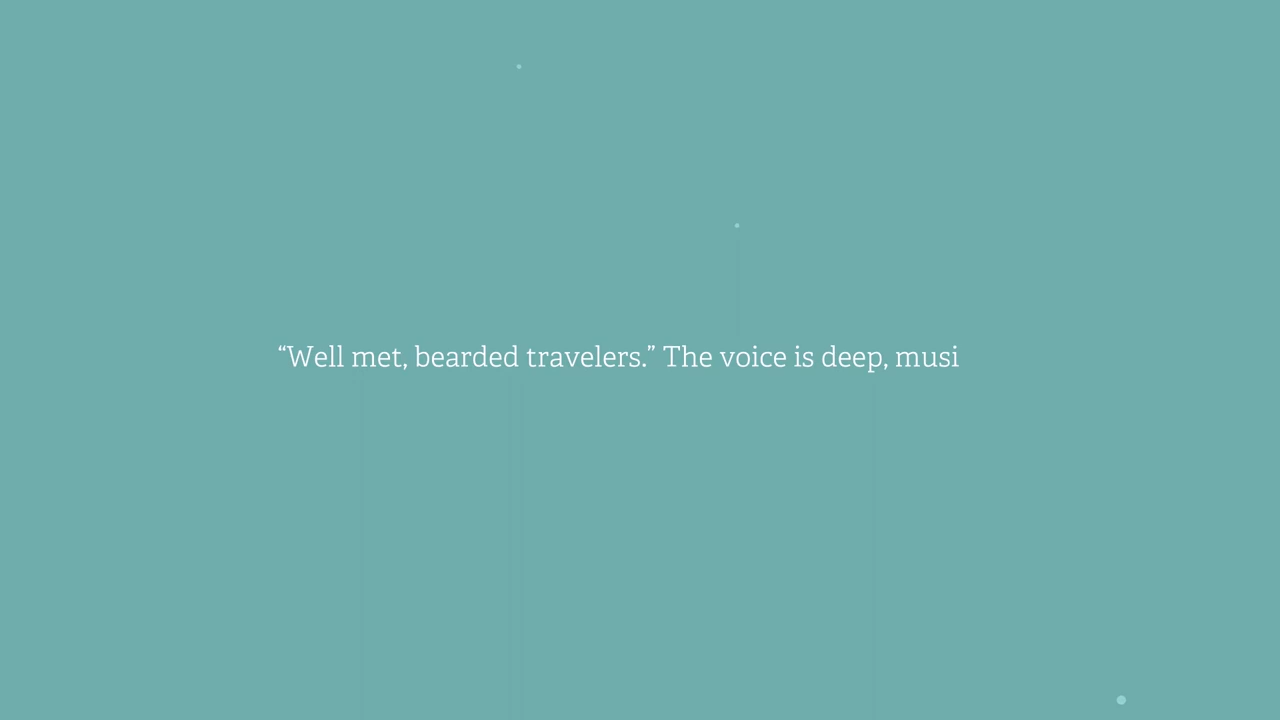 “Well met, bearded travelers.” The voice is deep, musi